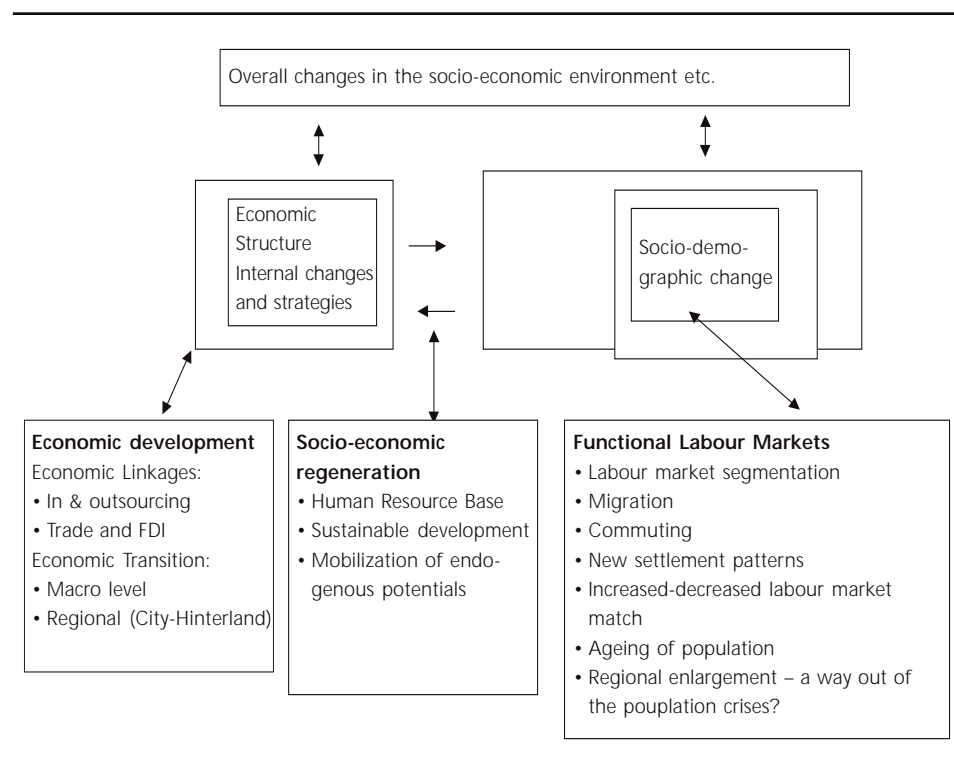 Overall changes in the socio-economic environment etc.
Economic
Structure
Internal changes
and strategies
Socio-demo-
graphic change
Economic development
Economic Linkages:
• In & outsourcing
• Trade and FDI
Economic Transition:
• Macro level
• Regional (City-Hinterland)
Socio-economic
regeneration
• Human Resource Base
• Sustainable development
• Mobilization of endo-
genous potentials
Functional Labour Markets
• Labour market segmentation
• Migration
• Commuting
• New settlement patterns
• Increased-decreased labour market
match
• Ageing of population
• Regional enlargement – a way out of
the pouplation crises?